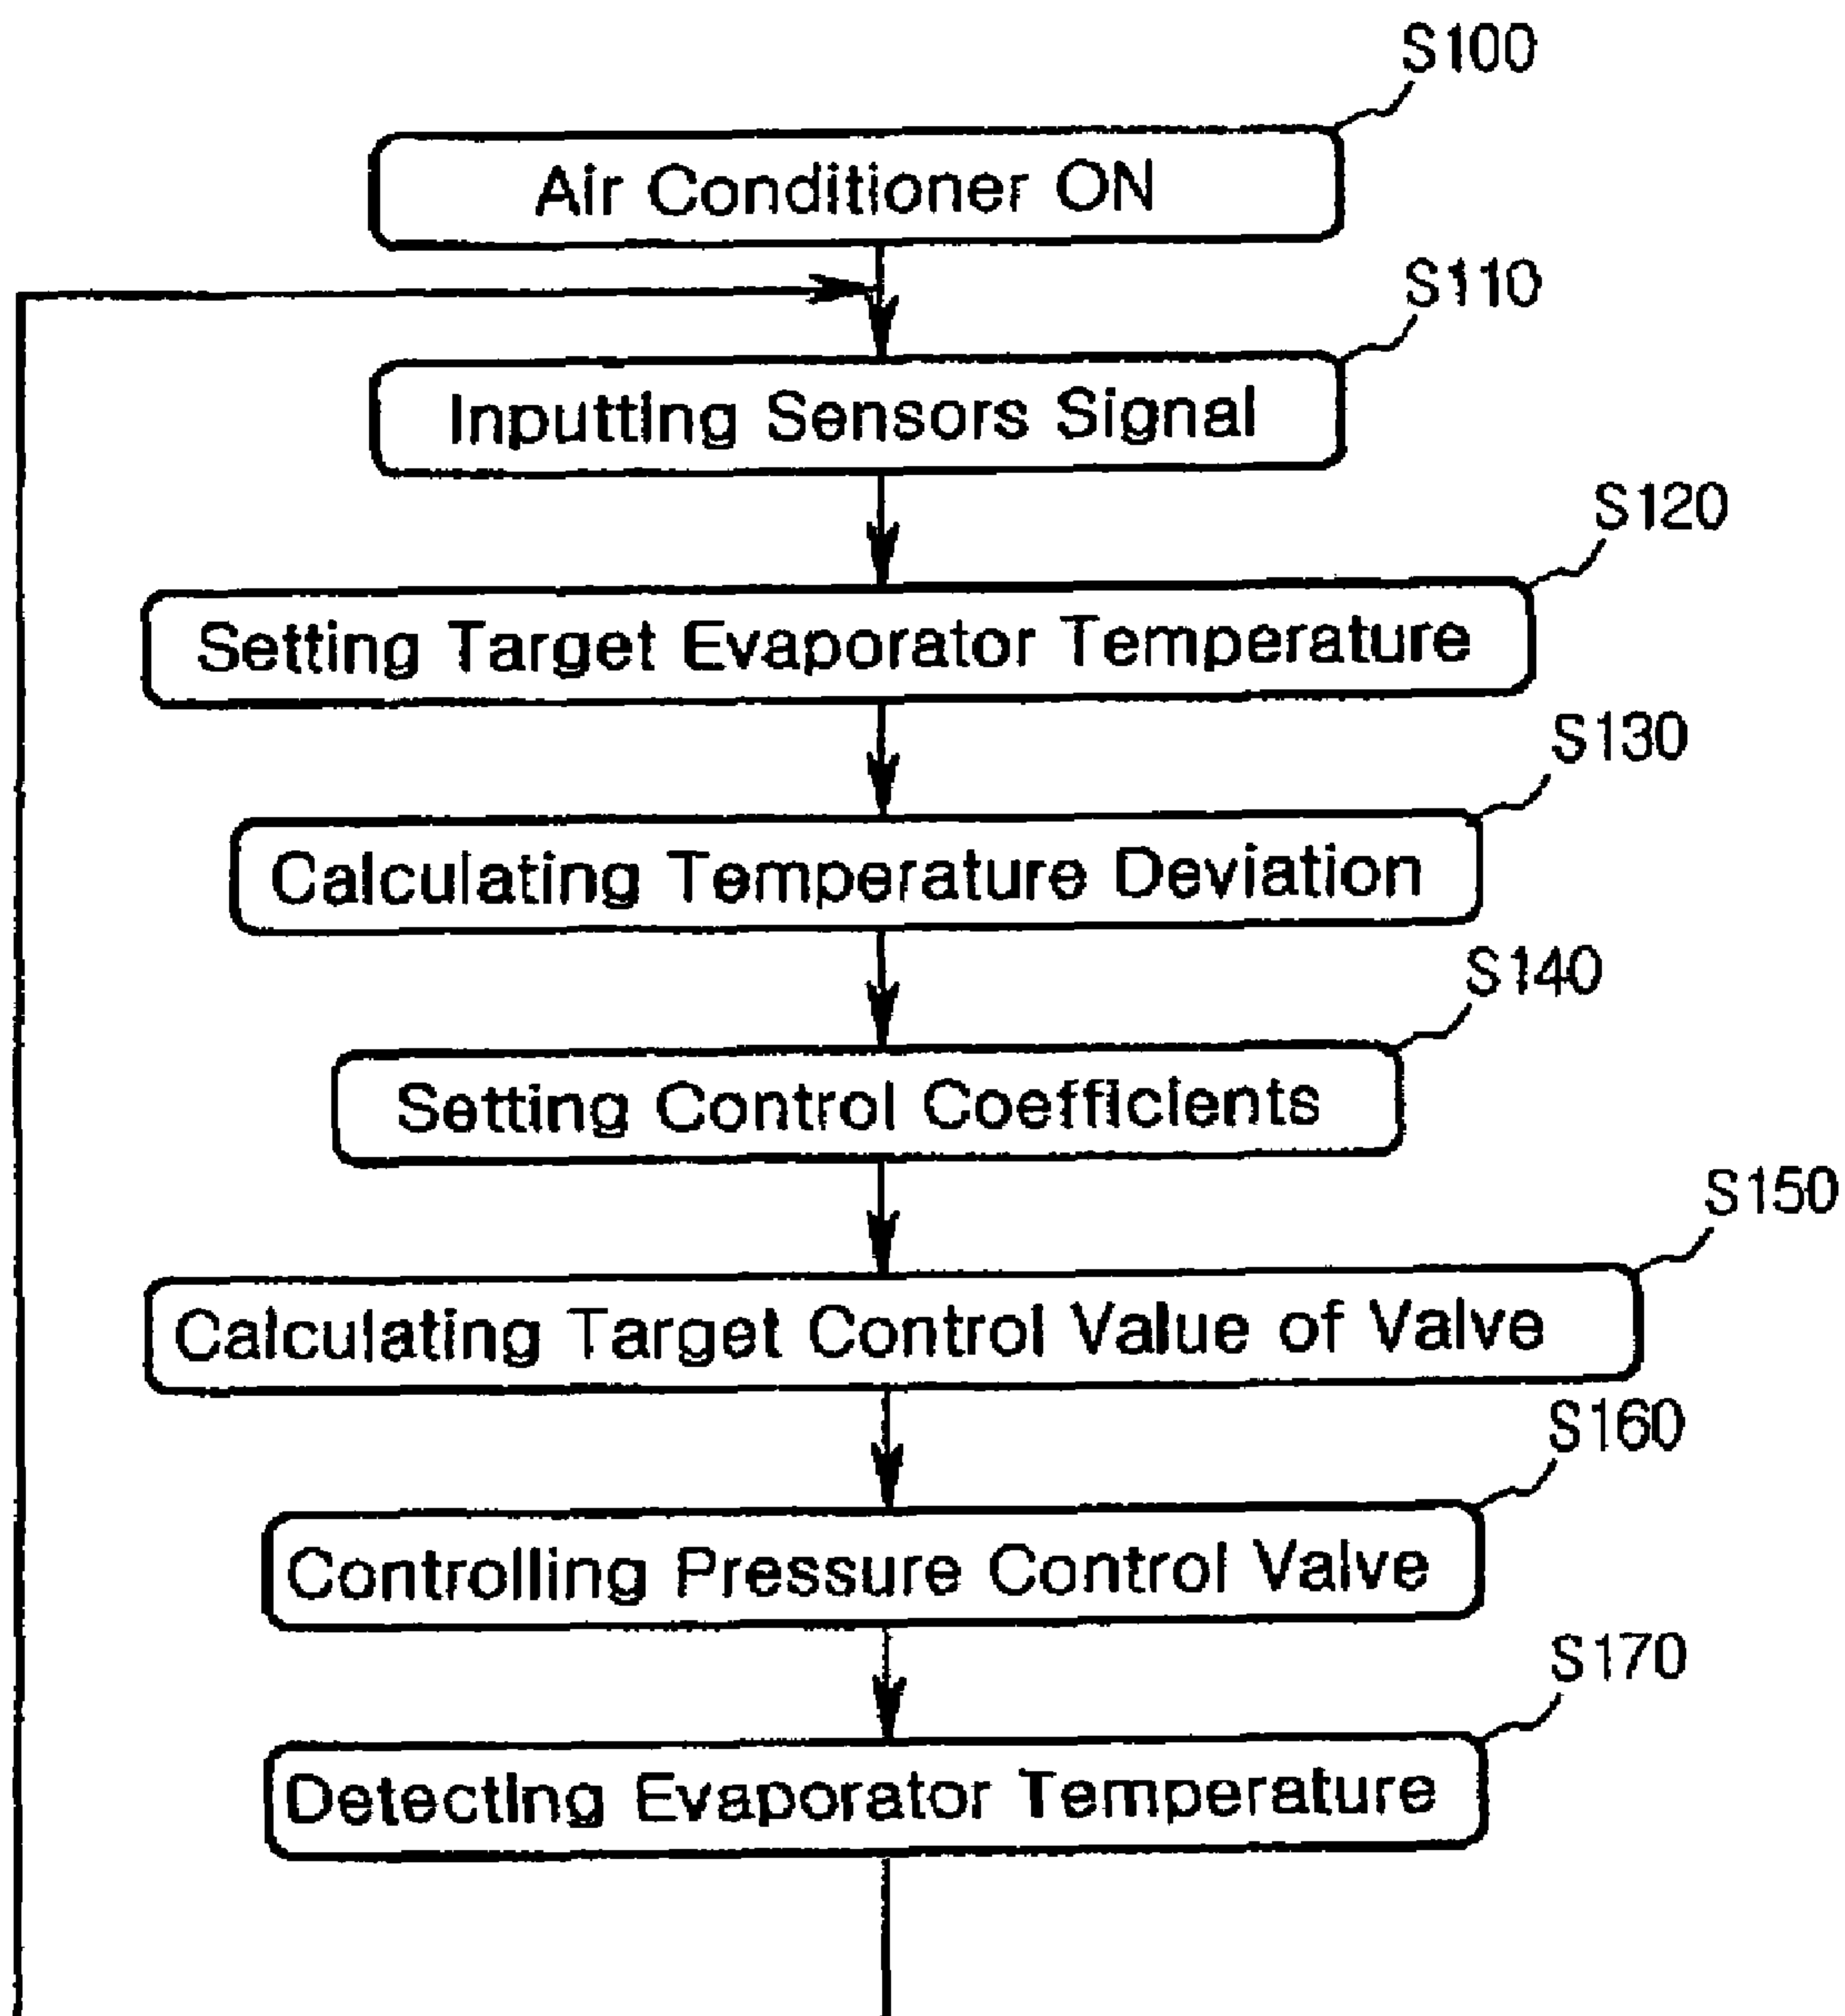 S100
Air Conditioner ON
S110
Inputting Sensors Signal
S120
Setting Target Evaporator Temperature
S130
Calculating Temperature Deviation
S140
Setting Control Coefficients
S150
Calculating Target Control Value of Valve
S160
Controlling Pressure Control Valve
S170
Detecting Evaporator Temperature